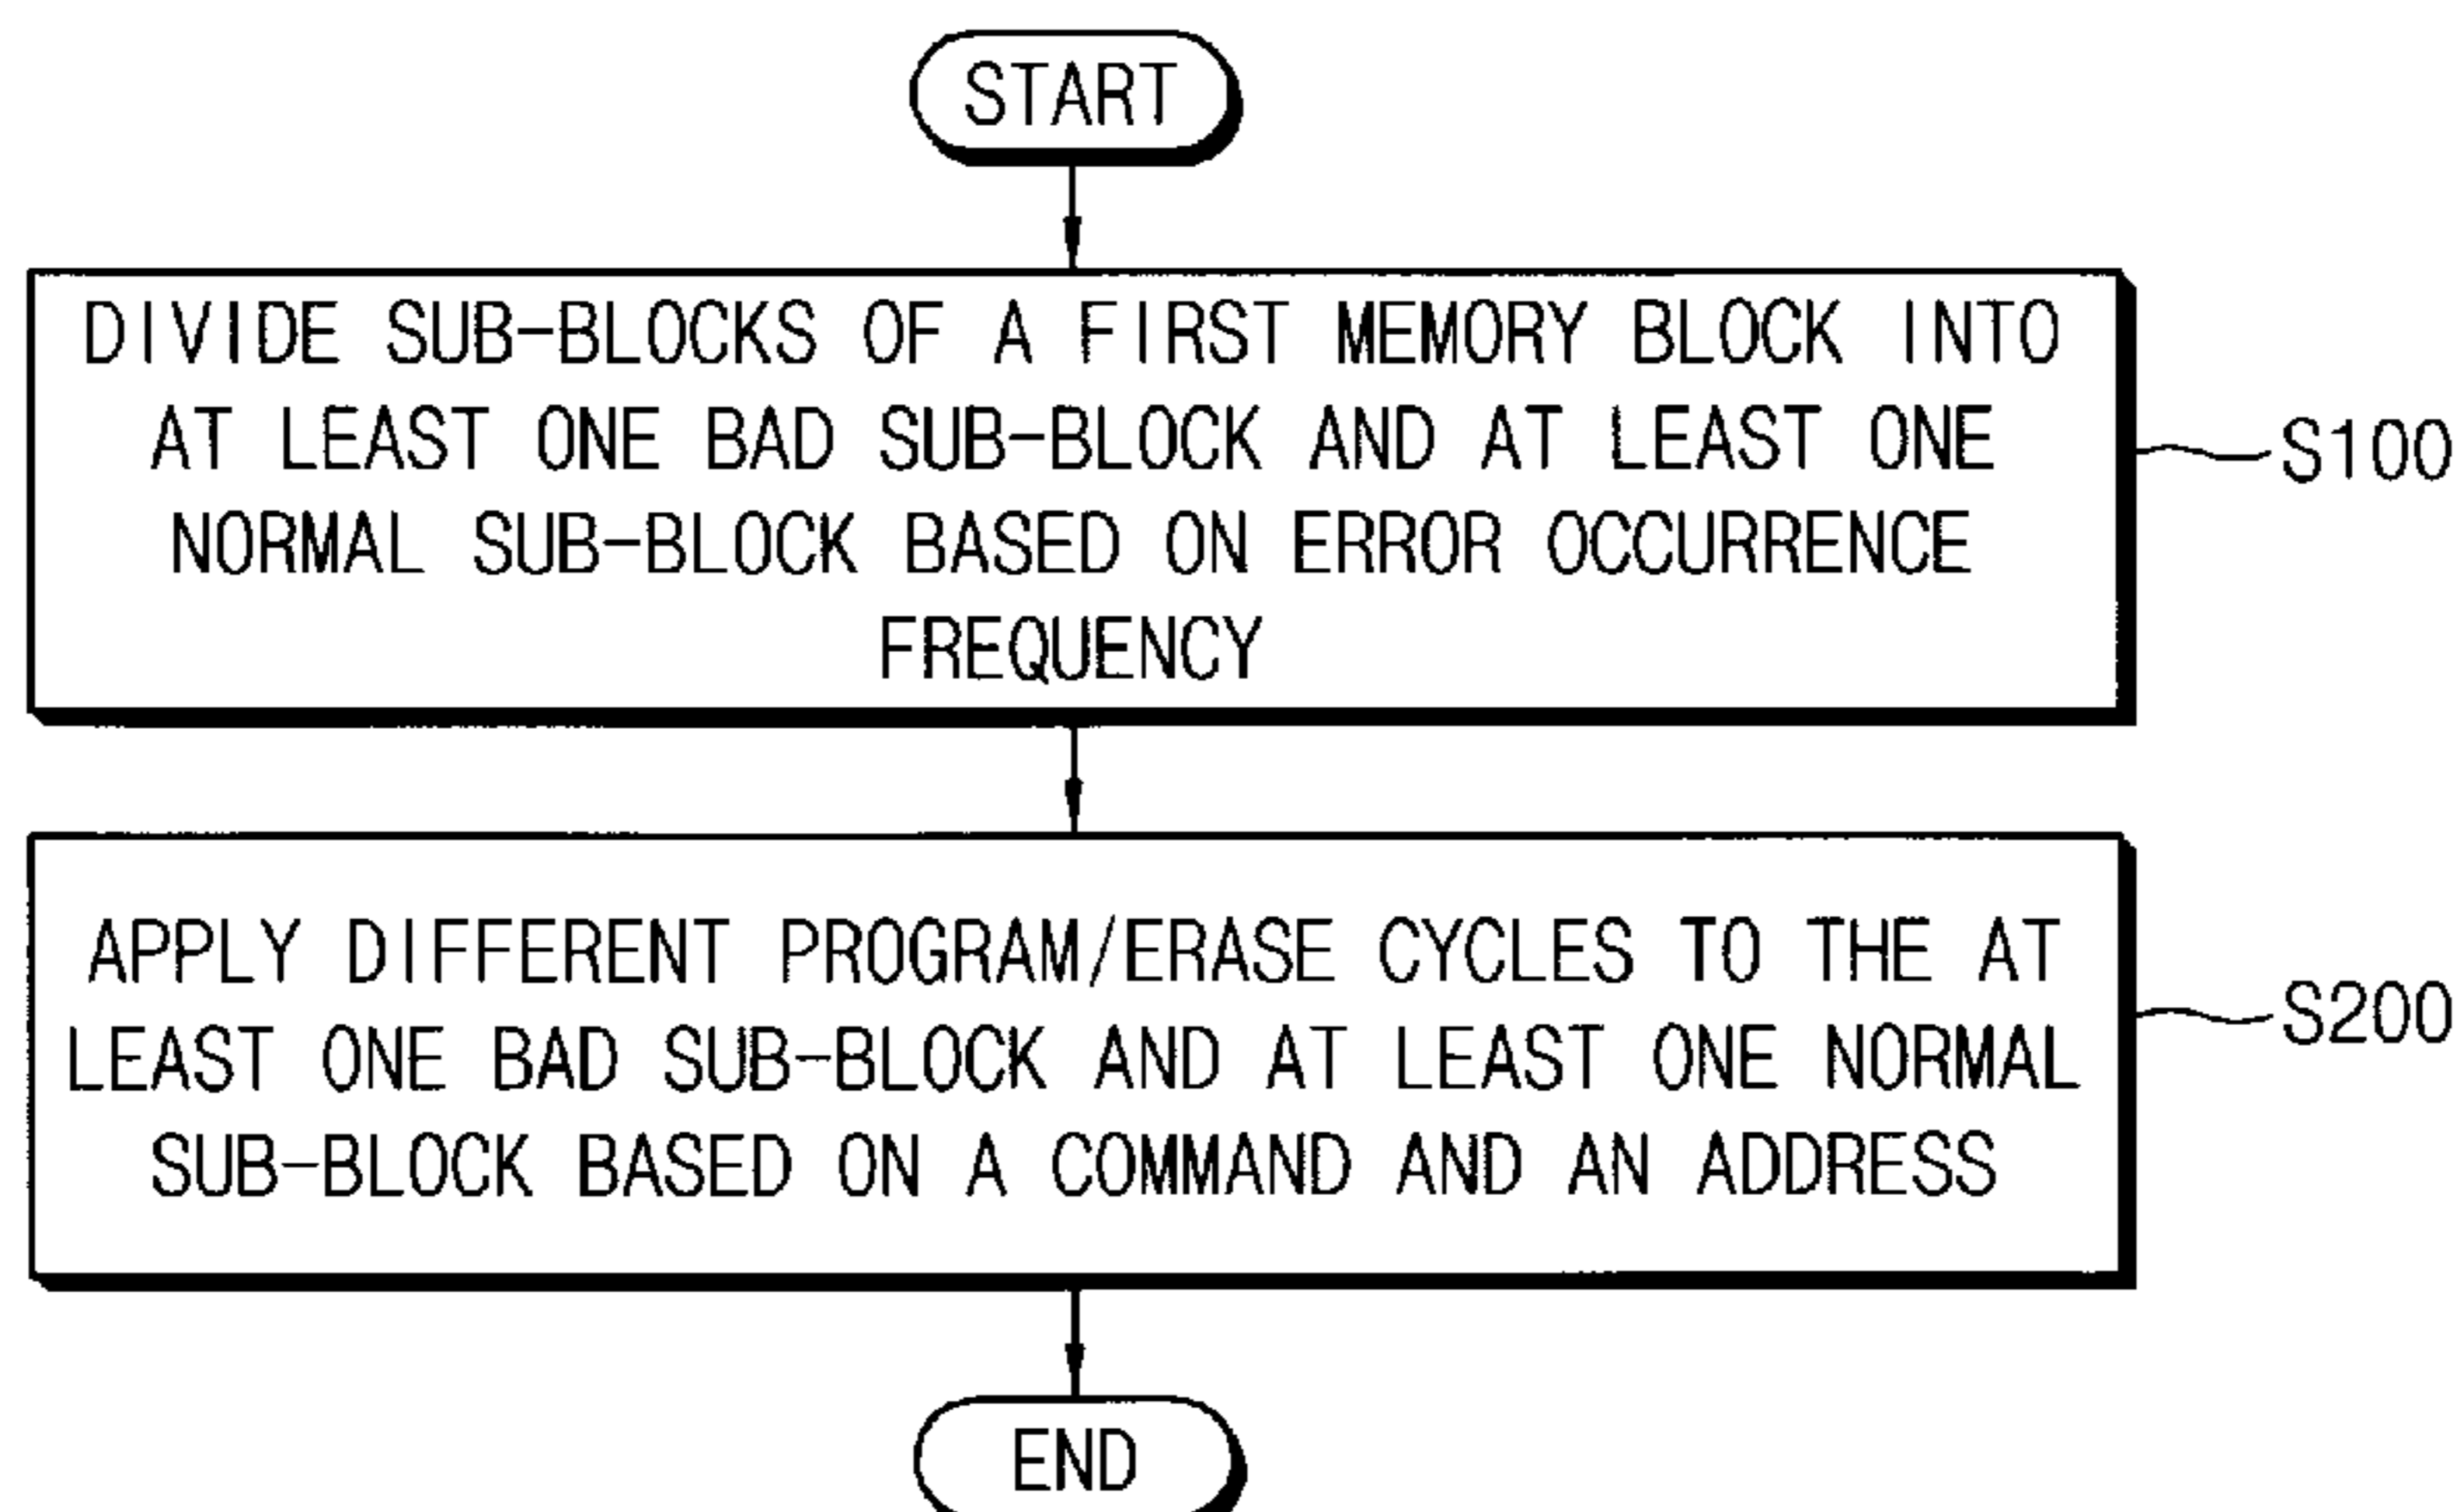 START
DIVIDE SUB-BLOCKS OF A FIRST MEMORY BLOCK INTO
AT LEAST ONE BAD SUB-BLOCK AND AT LEAST ONE
NORMAL SUB-BLOCK BASED ON ERROR OCCURRENCE
FREQUENCY
S100
APPLY DIFFERENT PROGRAM/ERASE CYCLES TO THE AT
LEAST ONE BAD SUB-BLOCK AND AT LEAST ONE NORMAL
SUB-BLOCK BASED ON A COMMAND AND AN ADDRESS
S200
END